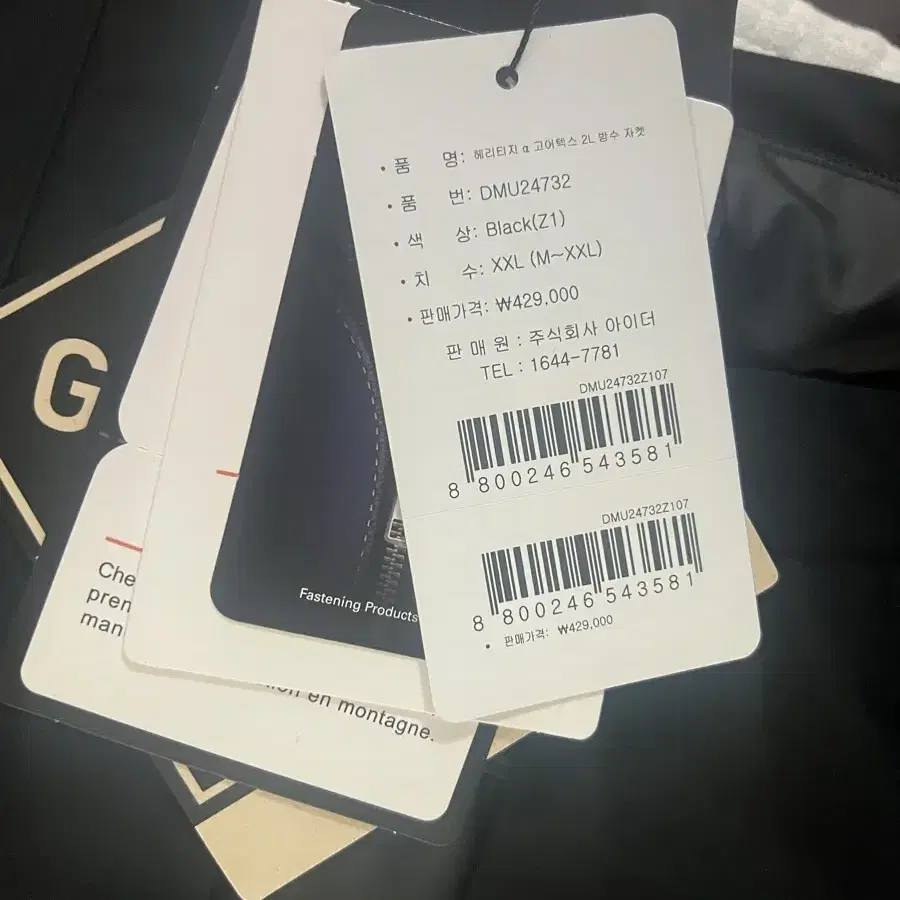 • 품 명: 헤리티지 α 고어텍스 2L 방수 자켓
• 품 번: DMU24732
• 색 상: Black(Z1)
• 치 수: XXL (M~XXL)
• 판매가격: ₩429,000
판 매 원 : 주식회사 아이더
TEL : 1644-7781
DMU24732Z107
8 800246 543581
DMU24732Z107
8 800246 543581
• 판매가격: ₩429,000
G
Fastening Products
Che
pren
man
en montagne.